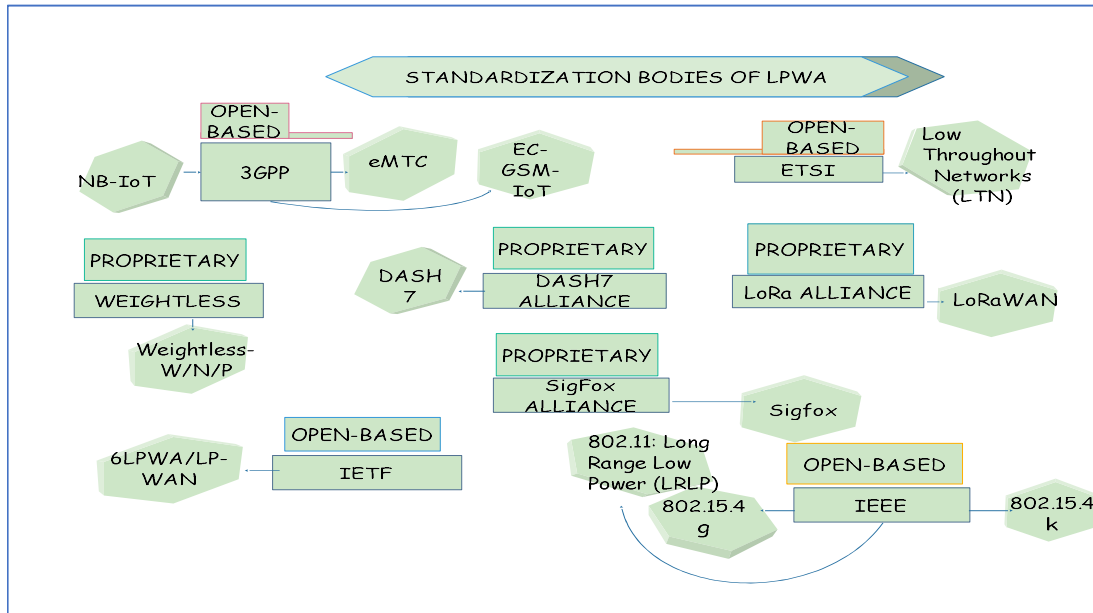 STANDARDIZATION BODIES OF LPWA
OPEN-
BASED
3GPP
NB-IoT
eMTC
EC-
GSM-
IoT
OPEN-
BASED
ETSI
Low
Throughout
Networks
(LTN)
PROPRIETARY
WEIGHTLESS
Weightless-
W/N/P
DASH
7
PROPRIETARY
DASH7
ALLIANCE
PROPRIETARY
LoRa ALLIANCE
LoRaWAN
PROPRIETARY
SigFox
ALLIANCE
Sigfox
6LPWA/LP-
WAN
OPEN-BASED
IETF
802.11: Long
Range Low
Power (LRLP)
802.15.4
g
OPEN-BASED
IEEE
802.15.4
k